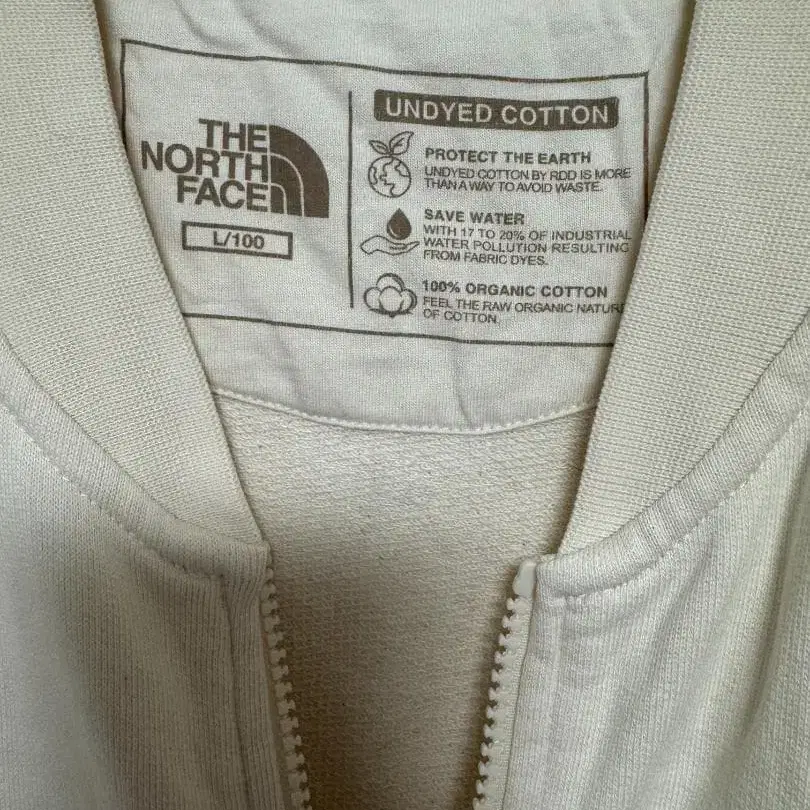 THE
NORTH
FACE
L/100
UNDYED COTTON
PROTECT THE EARTH
UNDYED COTTON BY RDD IS MORE
THAN A WAY TO AVOID WASTE.
SAVE WATER
WITH 17 TO 20% OF INDUSTRIAL
WATER POLLUTION RESULTING
FROM FABRIC DYES.
100% ORGANIC COTTON
FEEL THE RAW ORGANIC NATUR
OF COTTON.